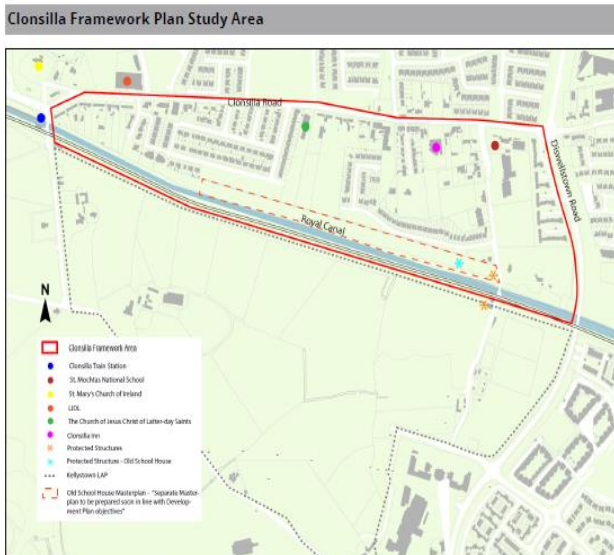 Clonsilla Framework Plan Study Area
Clonsilla Road
Diswellstown Road
Royal Canal
N
Clonsilla Framework Area
Clonsilla Train Station
St. Mochtas National School
St. Mary's Church of Ireland
LIDL
The Church of Jesus Christ of Latter-day Saints
Clonsilla Inn
Protected Structures
Protected Structure - Old School House
Kellystown LAP
Old School House Masterplan - "Separate Master-
plan to be prepared soon in line with Develop-
ment Plan objectives"